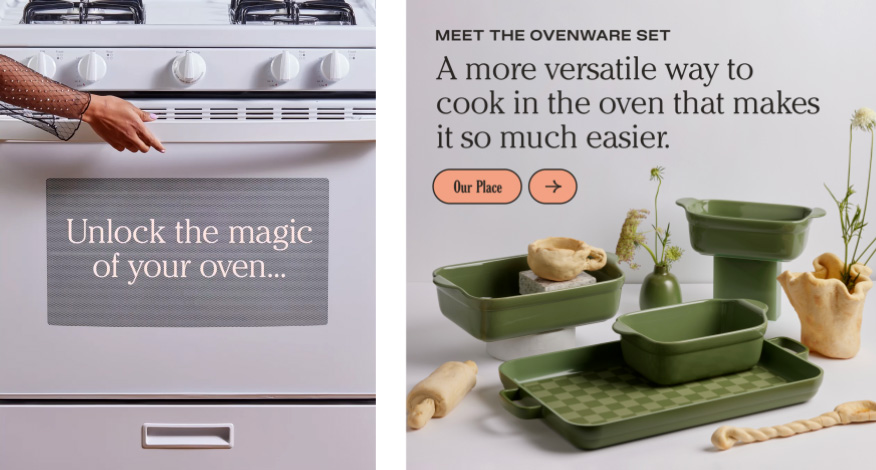 Unlock the magic
of your oven...
MEET THE OVENWARE SET
A more versatile way to
cook in the oven that makes
it so much easier.
Our Place